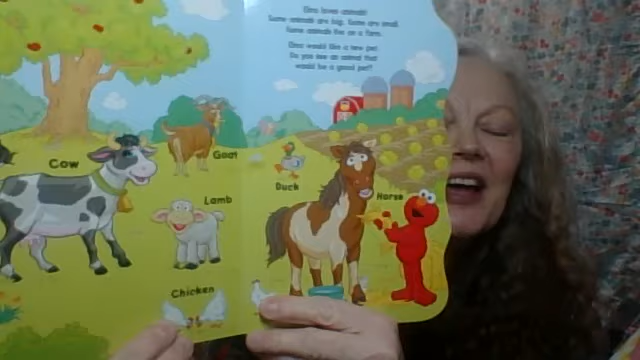 Elmo loves animals!
Some animals are big. Some are small.
Some animals live on a farm.
Elmo would like a new pet.
Do you see an animal that
would be a good pet?
Cow
Goat
Duck
Horse
Lamb
Chicken